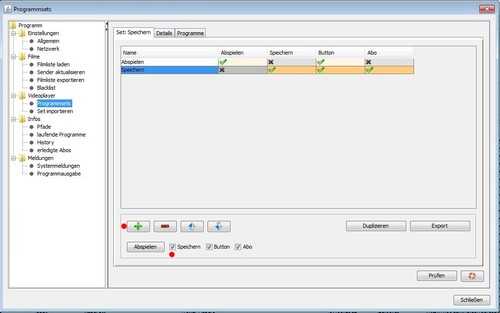 Programmsets
Programm
Einstellungen
Allgemein
Netzwerk
Filme
Filmliste laden
Sender aktualisieren
Filmliste exportieren
Blacklist
Videoplayer
Programmsets
Set importieren
Infos
Pfade
laufende Programme
History
erledigte Abos
Meldungen
Systemmeldungen
Programmausgabe
Set: Speichern Details Programme
Name Abspielen Speichern Button Abo
Abspielen
Speichern
Duplizieren Export
Abspielen Speichern Button Abo
Prüfen
Schließen